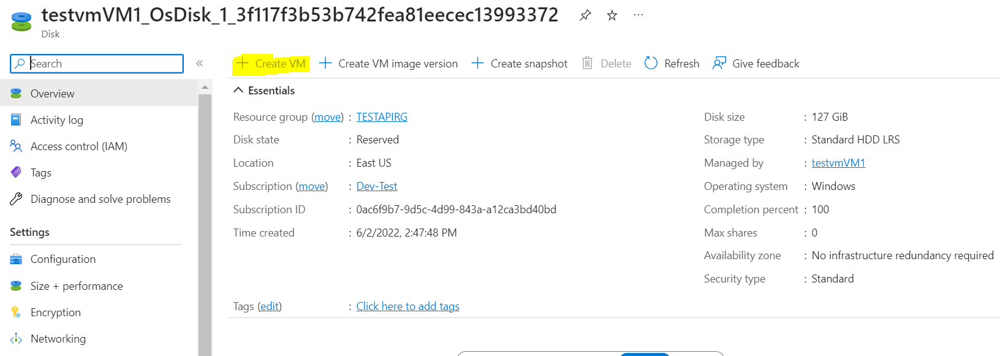 testvmVM1_OsDisk_1_3f117f3b53b742fea81eecec13993372
Disk
Search
Create VM
Create VM image version
Create snapshot
Delete
Refresh
Give feedback
Overview
Activity log
Access control (IAM)
Tags
Diagnose and solve problems
Settings
Configuration
Size + performance
Encryption
Networking
Essentials
Resource group (move) : TESTAPIRG
Disk state : Reserved
Location : East US
Subscription (move) : Dev-Test
Subscription ID : 0ac6f9b7-9d5c-4d99-843a-a12ca3bd40bd
Time created : 6/2/2022, 2:47:48 PM
Disk size : 127 GiB
Storage type : Standard HDD LRS
Managed by : testvmVM1
Operating system : Windows
Completion percent : 100
Max shares : 0
Availability zone : No infrastructure redundancy required
Security type : Standard
Tags (edit) : Click here to add tags